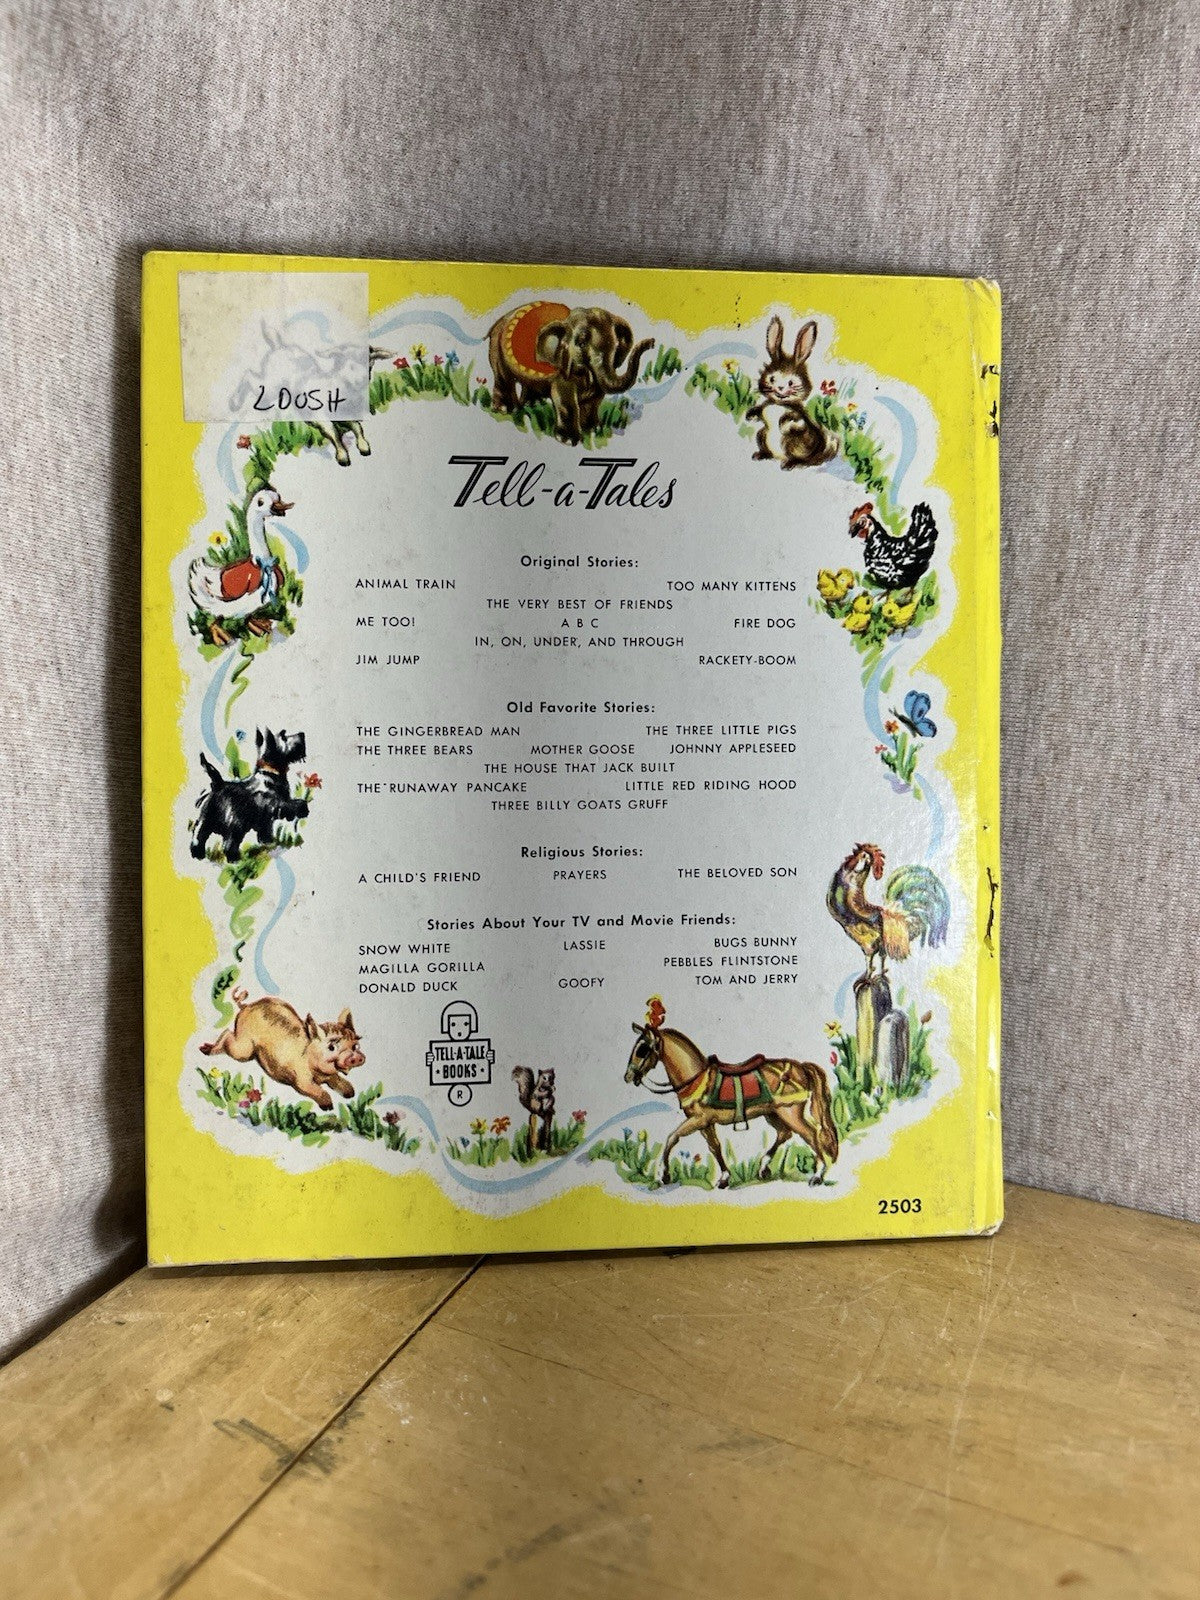 LDOSH
Tell-a-Tales
Original Stories:
ANIMAL TRAIN TOO MANY KITTENS
THE VERY BEST OF FRIENDS
ME TOO! A B C FIRE DOG
IN, ON, UNDER, AND THROUGH
JIM JUMP RACKETY-BOOM
Old Favorite Stories:
THE GINGERBREAD MAN THE THREE LITTLE PIGS
THE THREE BEARS MOTHER GOOSE JOHNNY APPLESEED
THE HOUSE THAT JACK BUILT
THE RUNAWAY PANCAKE LITTLE RED RIDING HOOD
THREE BILLY GOATS GRUFF
Religious Stories:
A CHILD'S FRIEND PRAYERS THE BELOVED SON
Stories About Your TV and Movie Friends:
SNOW WHITE LASSIE BUGS BUNNY
MAGILLA GORILLA PEBBLES FLINTSTONE
DONALD DUCK GOOFY TOM AND JERRY
TELL-A-TALE
BOOKS
R
2503